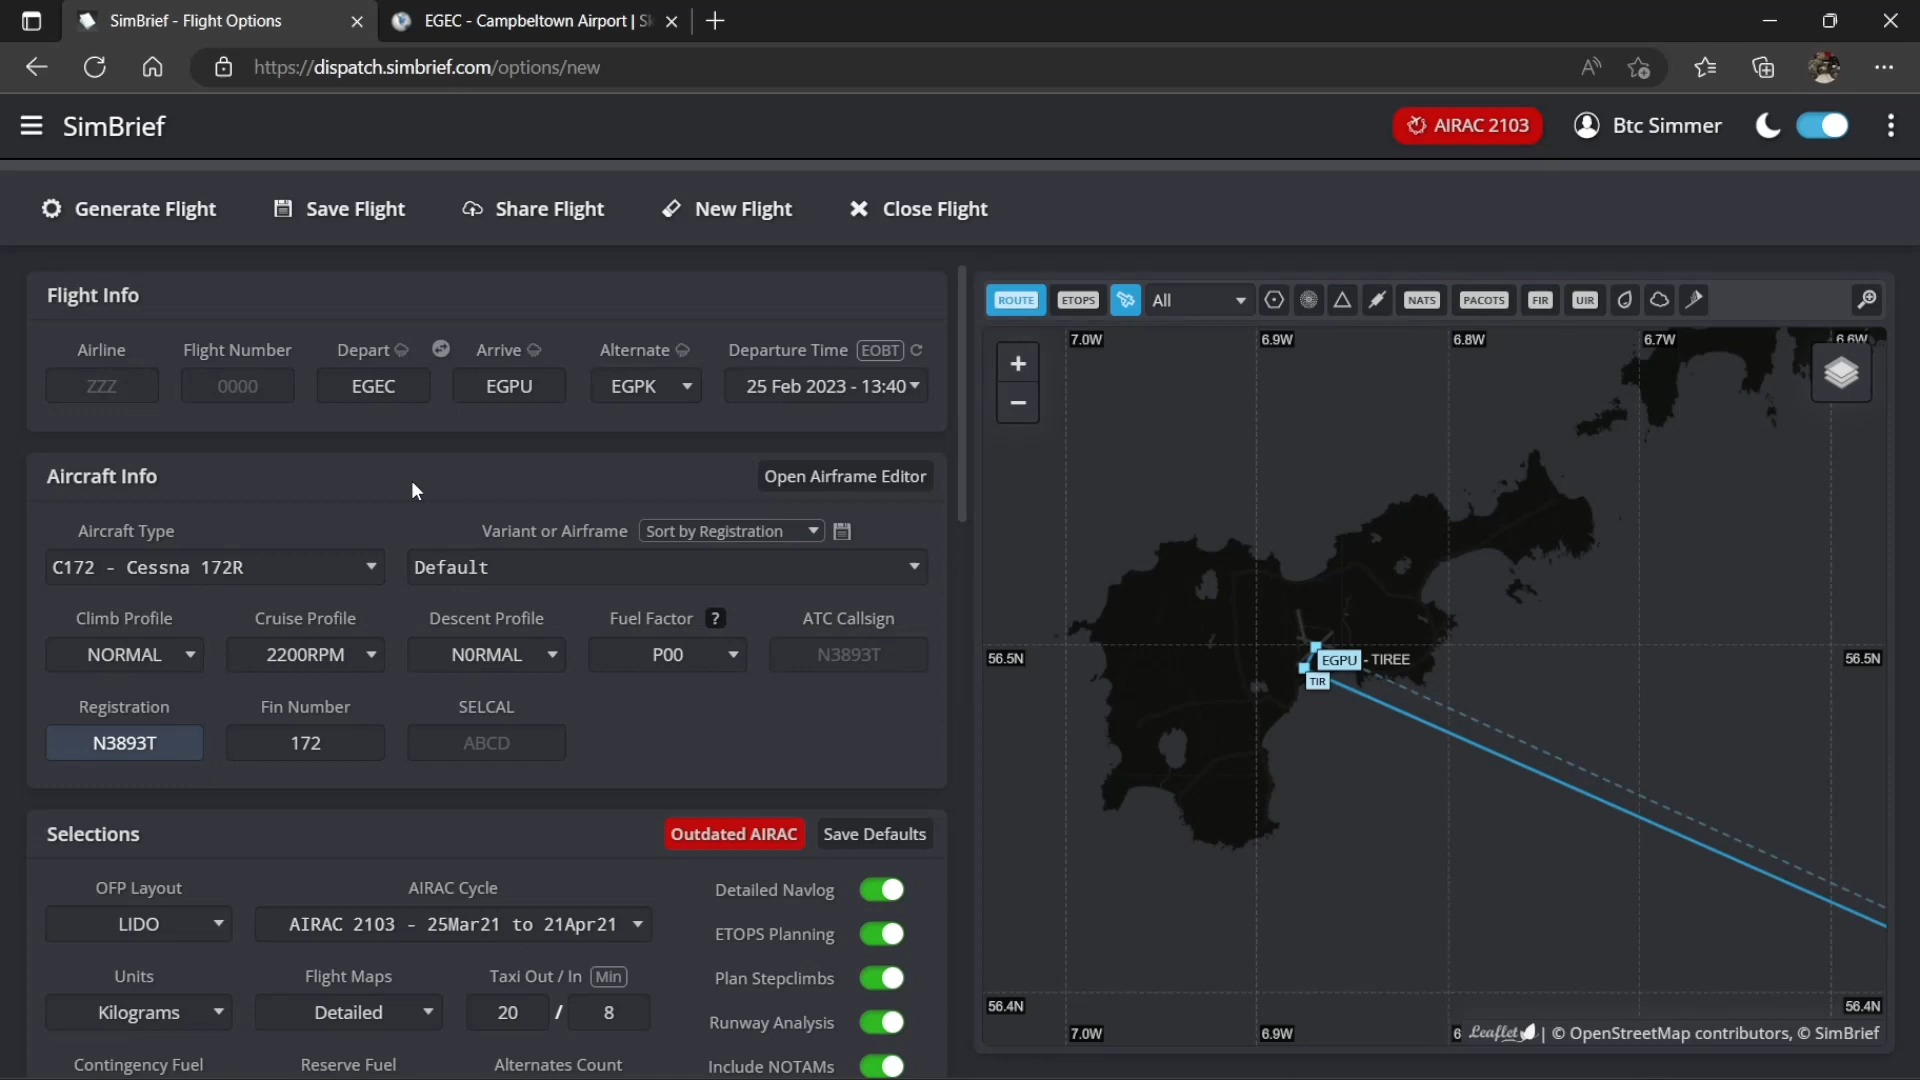 SimBrief - Flight Options
EGEC - Campbeltown Airport | Sk
https://dispatch.simbrief.com/options/new
SimBrief
AIRAC 2103
Btc Simmer
Generate Flight
Save Flight
Share Flight
New Flight
Close Flight
Flight Info
Airline
Flight Number
Depart
Arrive
Alternate
Departure Time EOBT
ZZZ
0000
EGEC
EGPU
EGPK
25 Feb 2023 - 13:40
Aircraft Info
Open Airframe Editor
Aircraft Type
Variant or Airframe
Sort by Registration
C172 - Cessna 172R
Default
Climb Profile
Cruise Profile
Descent Profile
Fuel Factor ?
ATC Callsign
NORMAL
2200RPM
NORMAL
P00
N3893T
Registration
Fin Number
SELCAL
N3893T
172
ABCD
Selections
Outdated AIRAC
Save Defaults
OFP Layout
AIRAC Cycle
Detailed Navlog
LIDO
AIRAC 2103 - 25Mar21 to 21Apr21
ETOPS Planning
Units
Flight Maps
Taxi Out / In Min
Plan Stepclimbs
Kilograms
Detailed
20 / 8
Runway Analysis
Contingency Fuel
Reserve Fuel
Alternates Count
Include NOTAMs
ROUTE
ETOPS
All
NATS
PACOTS
FIR
UIR
7.0W
6.9W
6.8W
6.7W
6.6W
+
−
56.5N
EGPU - TIREE
TIR
56.5N
56.4N
56.4N
7.0W
6.9W
6
Leaflet | © OpenStreetMap contributors, © SimBrief